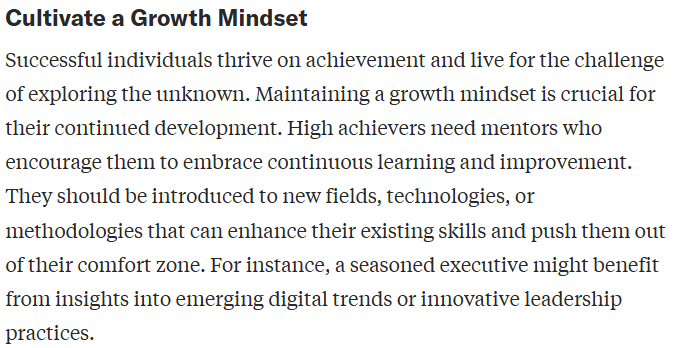 Cultivate a Growth Mindset
Successful individuals thrive on achievement and live for the challenge
of exploring the unknown. Maintaining a growth mindset is crucial for
their continued development. High achievers need mentors who
encourage them to embrace continuous learning and improvement.
They should be introduced to new fields, technologies, or
methodologies that can enhance their existing skills and push them out
of their comfort zone. For instance, a seasoned executive might benefit
from insights into emerging digital trends or innovative leadership
practices.